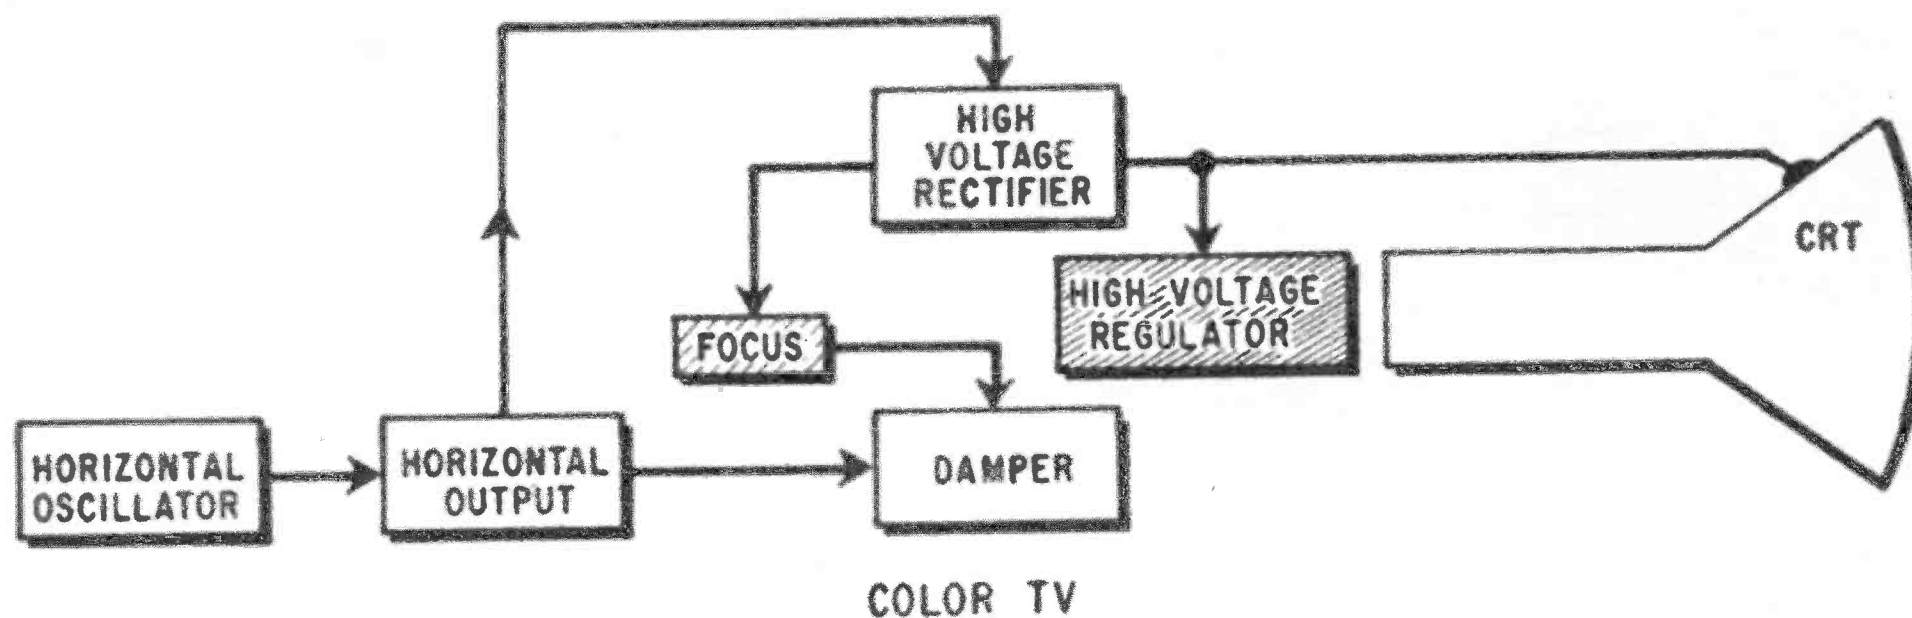 HIGH
VOLTAGE
RECTIFIER
CRT
HIGH-VOLTAGE
REGULATOR
FOCUS
HORIZONTAL
OSCILLATOR
HORIZONTAL
OUTPUT
DAMPER
COLOR TV